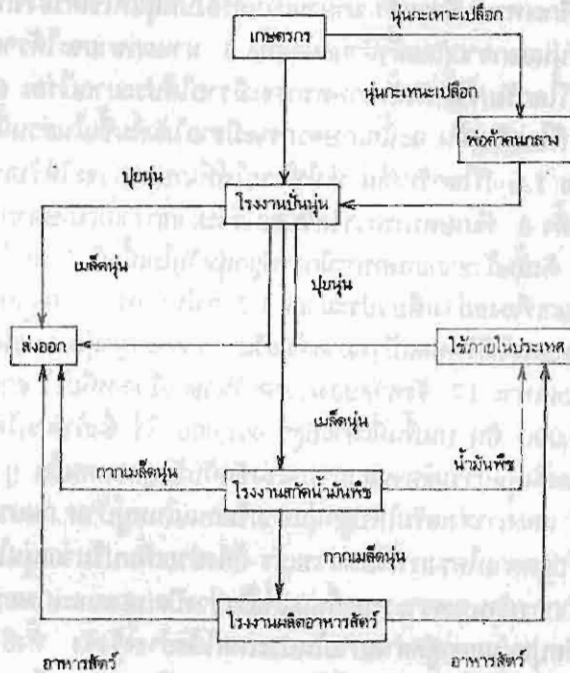 นุ่นกะเทาะเปลือก
เกษตรกร
นุ่นกะเทาะเปลือก
พ่อค้าคนกลาง
ปุยนุ่น
โรงงานปั่นนุ่น
เมล็ดนุ่น
ปุยนุ่น
ส่งออก
ใช้ภายในประเทศ
เมล็ดนุ่น
กากเมล็ดนุ่น
น้ำมันพืช
โรงงานสกัดน้ำมันพืช
กากเมล็ดนุ่น
โรงงานผลิตอาหารสัตว์
อาหารสัตว์
อาหารสัตว์